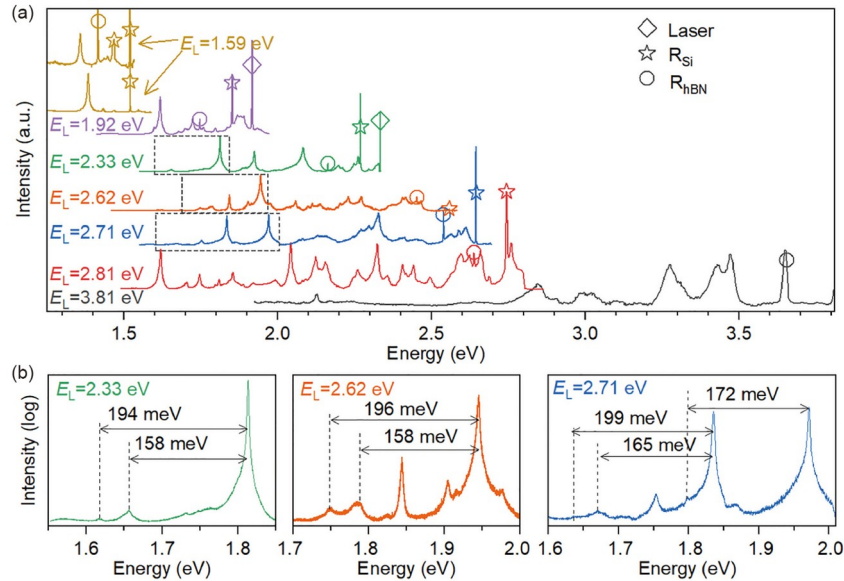 (a)
Intensity (a.u.)
E_L=1.59 eV
Laser
R_Si
R_hBN
E_L=1.92 eV
E_L=2.33 eV
E_L=2.62 eV
E_L=2.71 eV
E_L=2.81 eV
E_L=3.81 eV
1.5 2.0 2.5 3.0 3.5
Energy (eV)
(b)
Intensity (log)
E_L=2.33 eV
194 meV
158 meV
1.6 1.7 1.8
Energy (eV)
E_L=2.62 eV
196 meV
158 meV
1.7 1.8 1.9 2.0
Energy (eV)
E_L=2.71 eV
172 meV
199 meV
165 meV
1.6 1.7 1.8 1.9 2.0
Energy (eV)